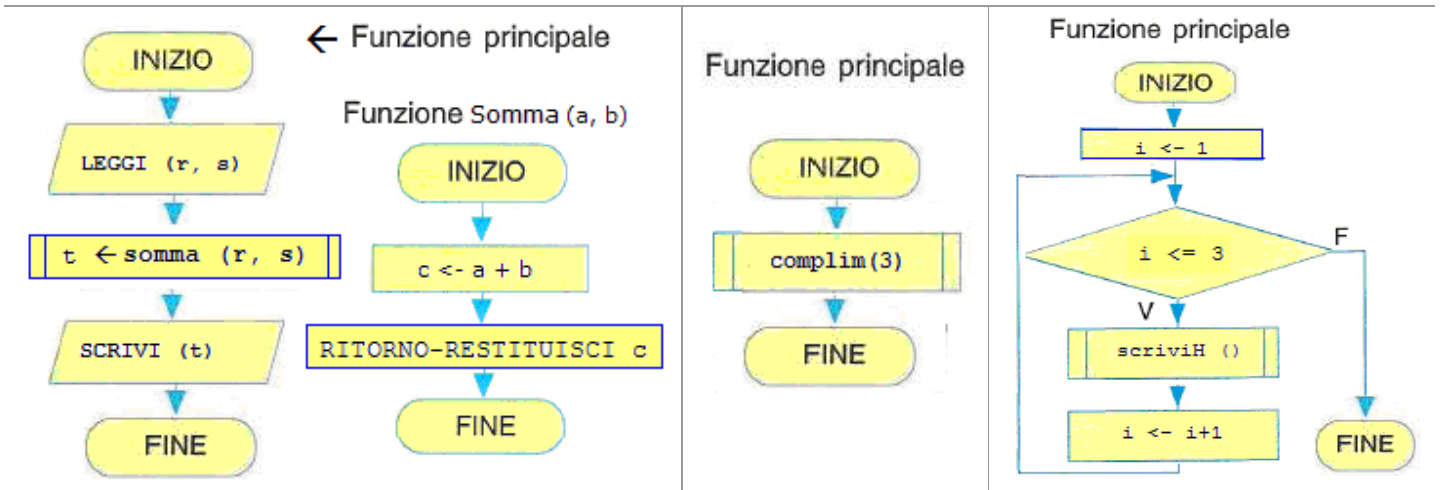 ← Funzione principale
INIZIO
LEGGI (r, s)
t ← somma (r, s)
SCRIVI (t)
FINE
Funzione Somma (a, b)
INIZIO
c <- a + b
RITORNO-RESTITUISCI c
FINE
Funzione principale
INIZIO
complim(3)
FINE
Funzione principale
INIZIO
i <- 1
i <= 3
F
V
scriviH ()
i <- i+1
FINE